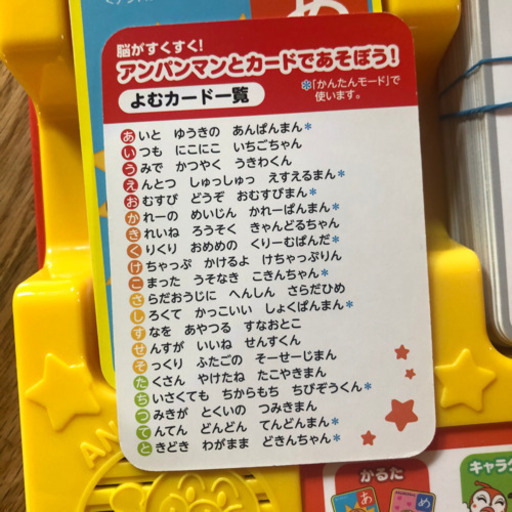 め
脳がすくすく!
アンパンマンとカードであそぼう!
よむカード一覧
*「かんたんモード」で
使います。
あいと ゆうきの あんぱんまん*
いつも にこにこ いちごちゃん
うみで かつやく うきわくん
えんとつ しゅっしゅっ えすえるまん*
おむすび どうぞ おむすびまん*
かれーの めいじん かれーぱんまん*
きれいね ろうそく きゃんどるちゃん
くりくり おめめの くりーむぱんだ*
けちゃっぷ かけるよ けちゃっぷりん
こまった うそなき こきんちゃん*
さらだおうじに へんしん さらだひめ
しろくて かっこいい しょくぱんまん*
すなを あやつる すなおとこ
せんすが いいね せんすくん
そっくり ふたごの そーせーじまん
たくさん やけたね たこやきまん
ちいさくても ちからもち ちびぞうくん*
つみきが とくいの つみきまん
てんてん どんどん てんどんまん*
ときどき わがまま どきんちゃん*
AN
かるた
あ
め
キャラク